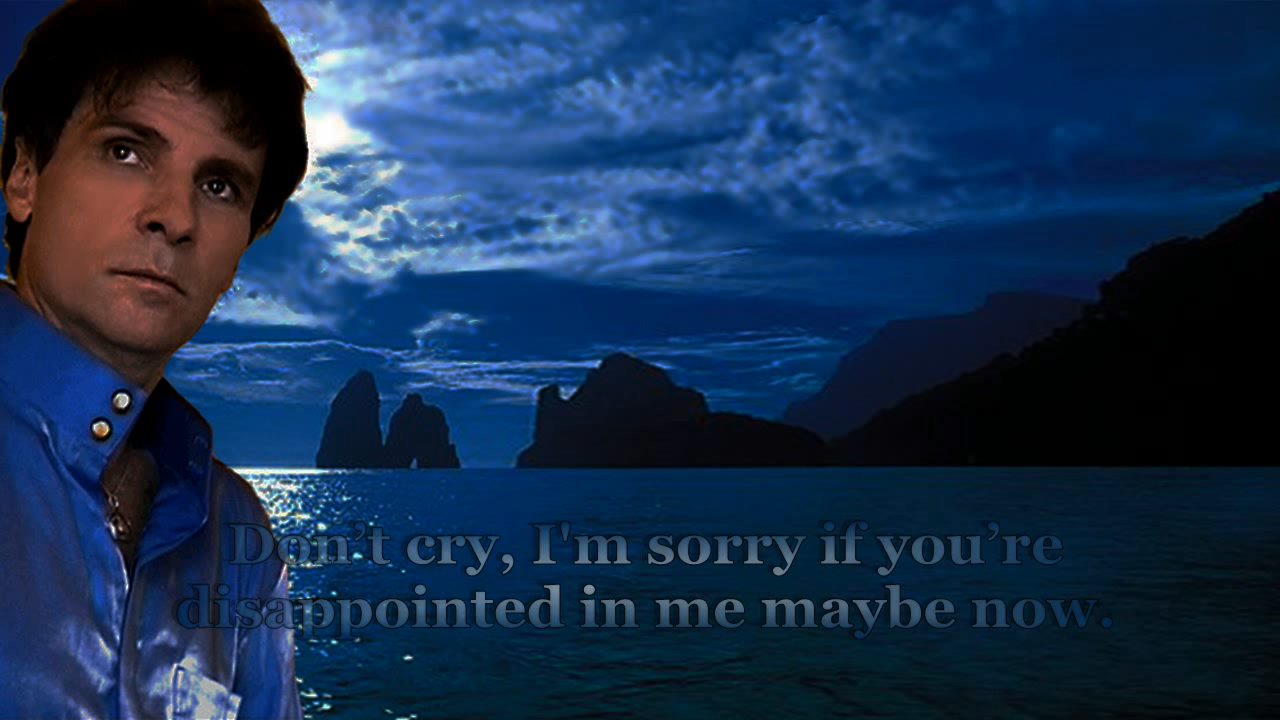 Don’t cry, I'm sorry if you’re
disappointed in me maybe now.